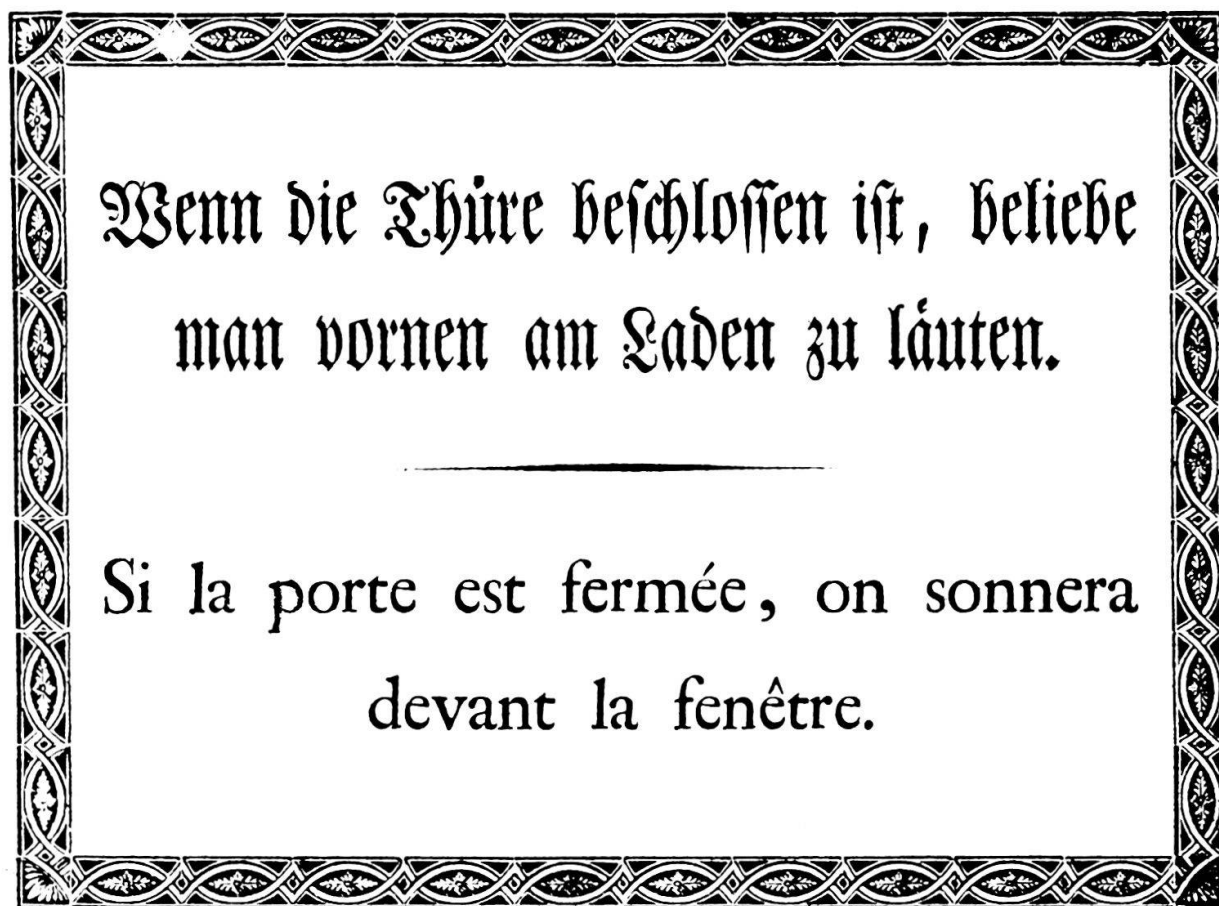 Wenn die Thüre beſchloſſen iſt, beliebe
man vornen am Laden zu läuten.
Si la porte est fermée, on sonnera
devant la fenêtre.